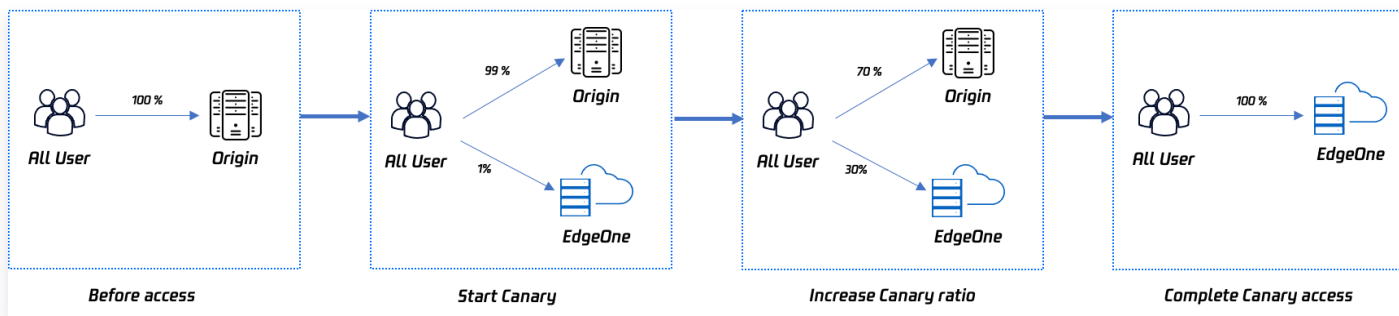 100 %
All User
Origin
Before access
99 %
Origin
All User
1%
EdgeOne
Start Canary
70 %
Origin
All User
30%
EdgeOne
Increase Canary ratio
100 %
All User
EdgeOne
Complete Canary access